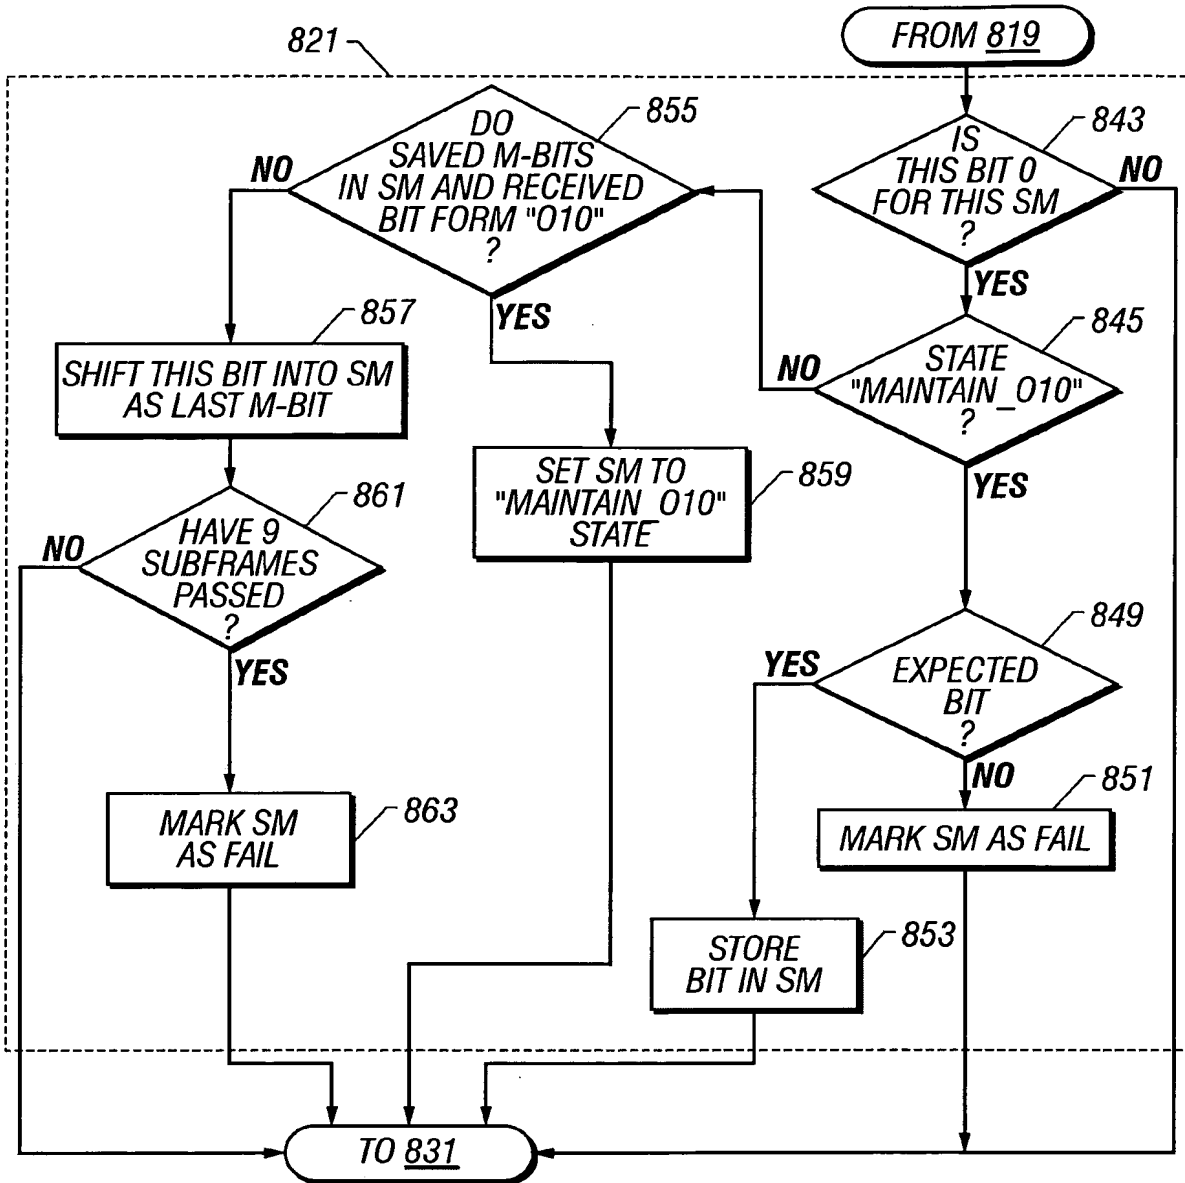 FROM 819
821
DO
SAVED M-BITS
IN SM AND RECEIVED
BIT FORM "O10"
?
855
NO
YES
IS
THIS BIT 0
FOR THIS SM
?
843
NO
YES
857
SHIFT THIS BIT INTO SM
AS LAST M-BIT
STATE
"MAINTAIN_O10"
?
845
NO
YES
SET SM TO
"MAINTAIN_O10"
STATE
859
HAVE 9
SUBFRAMES
PASSED
?
861
NO
YES
EXPECTED
BIT
?
849
YES
NO
MARK SM
AS FAIL
863
851
MARK SM AS FAIL
STORE
BIT IN SM
853
TO 831